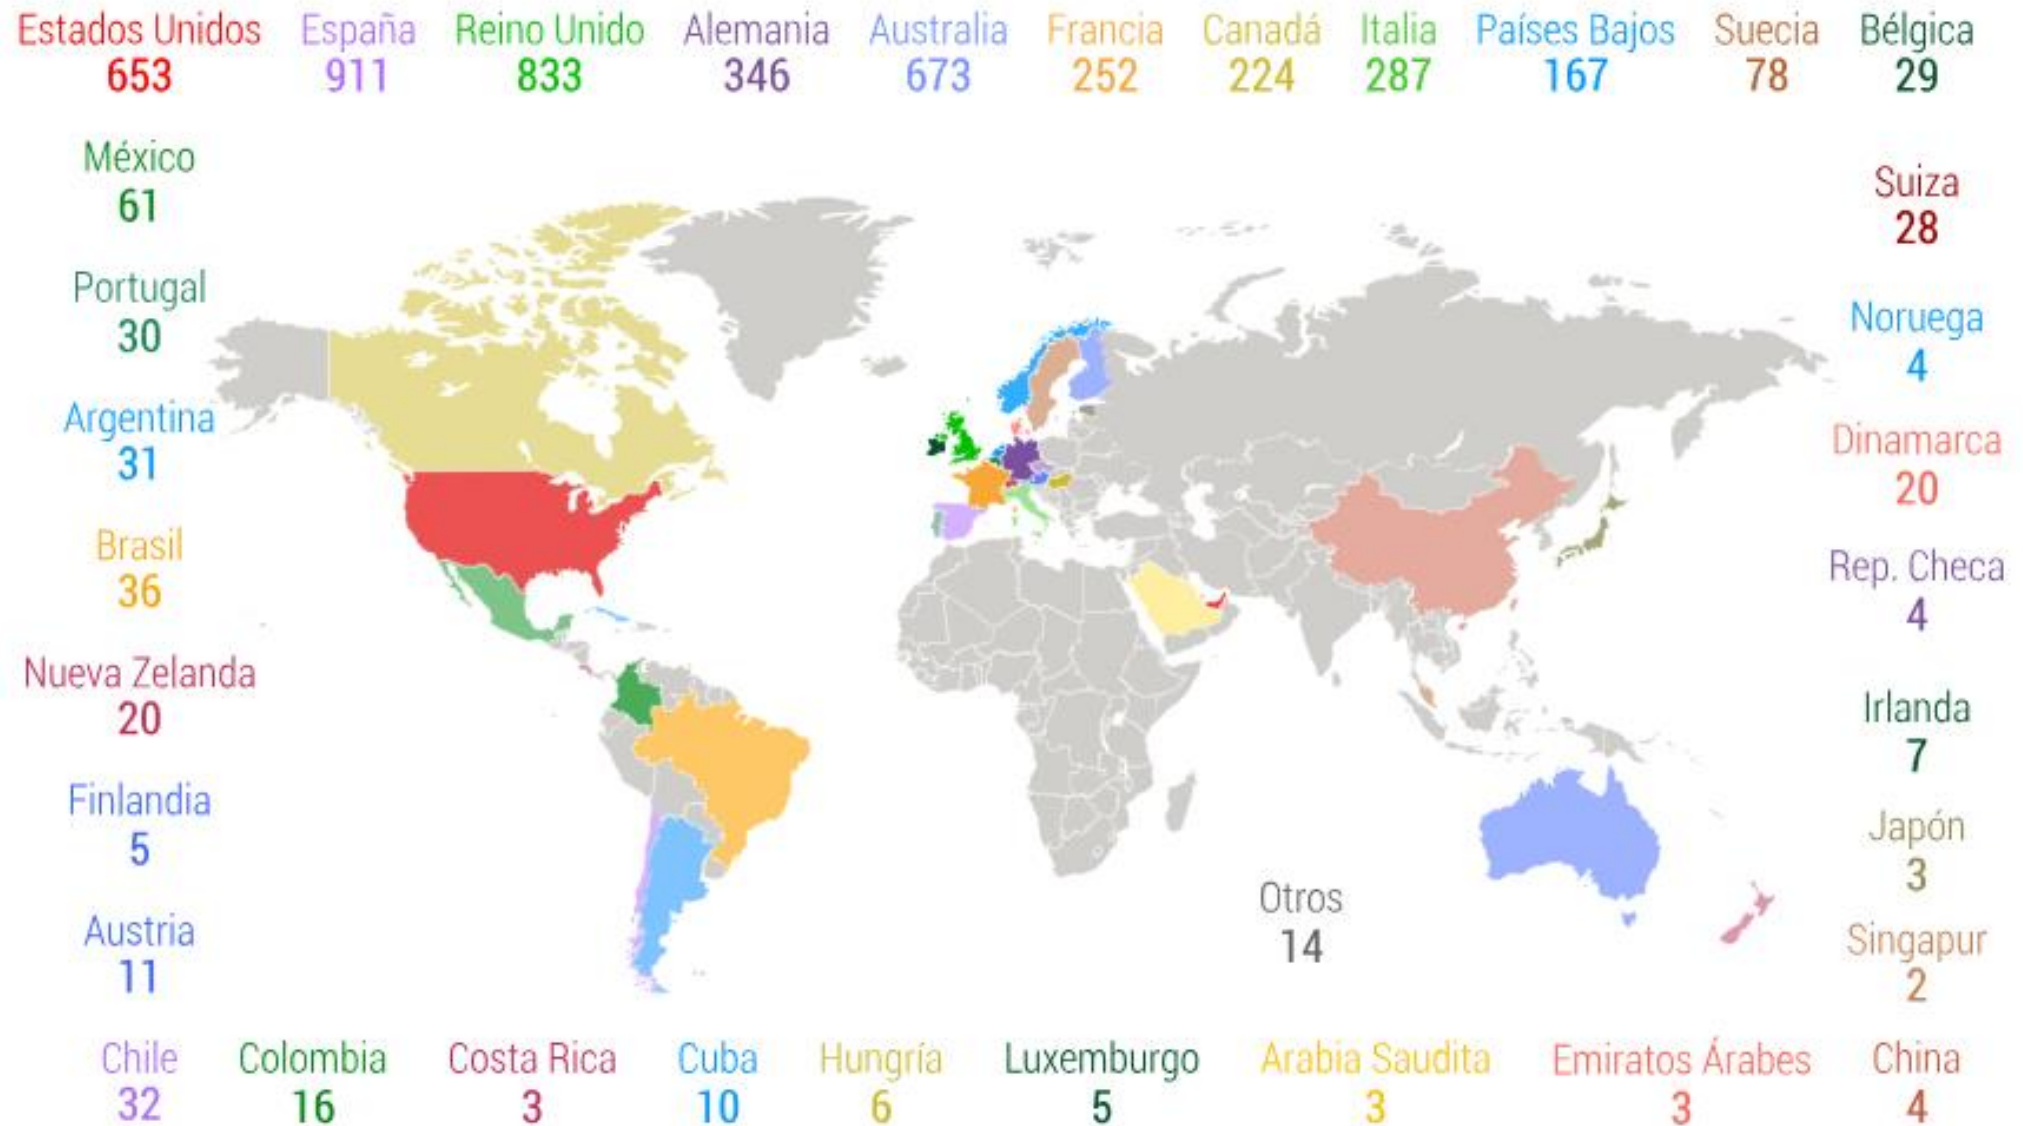 Estados Unidos España Reino Unido Alemania Australia Francia Canadá Italia Países Bajos Suecia Bélgica
653 911 833 346 673 252 224 287 167 78 29
México
61
Suiza
28
Portugal
30
Noruega
4
Argentina
31
Dinamarca
20
Brasil
36
Rep. Checa
4
Nueva Zelanda
20
Irlanda
7
Finlandia
5
Japón
3
Otros
14
Austria
11
Singapur
2
Chile Colombia Costa Rica Cuba Hungría Luxemburgo Arabia Saudita Emiratos Árabes China
32 16 3 10 6 5 3 3 4